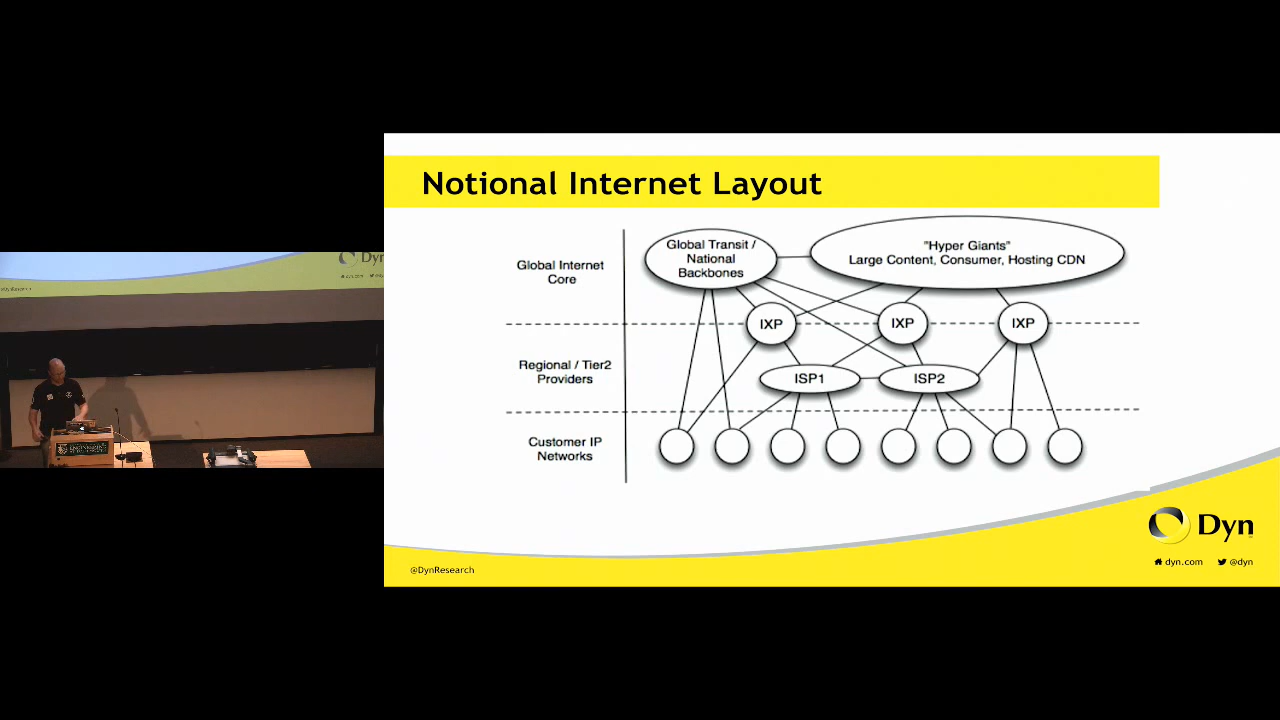 Notional Internet Layout
Global Internet
Core
Global Transit /
National
Backbones
"Hyper Giants"
Large Content, Consumer, Hosting CDN
IXP
IXP
IXP
Regional / Tier2
Providers
ISP1
ISP2
Customer IP
Networks
Dyn
@DynResearch
dyn.com
@dyn
Dyn